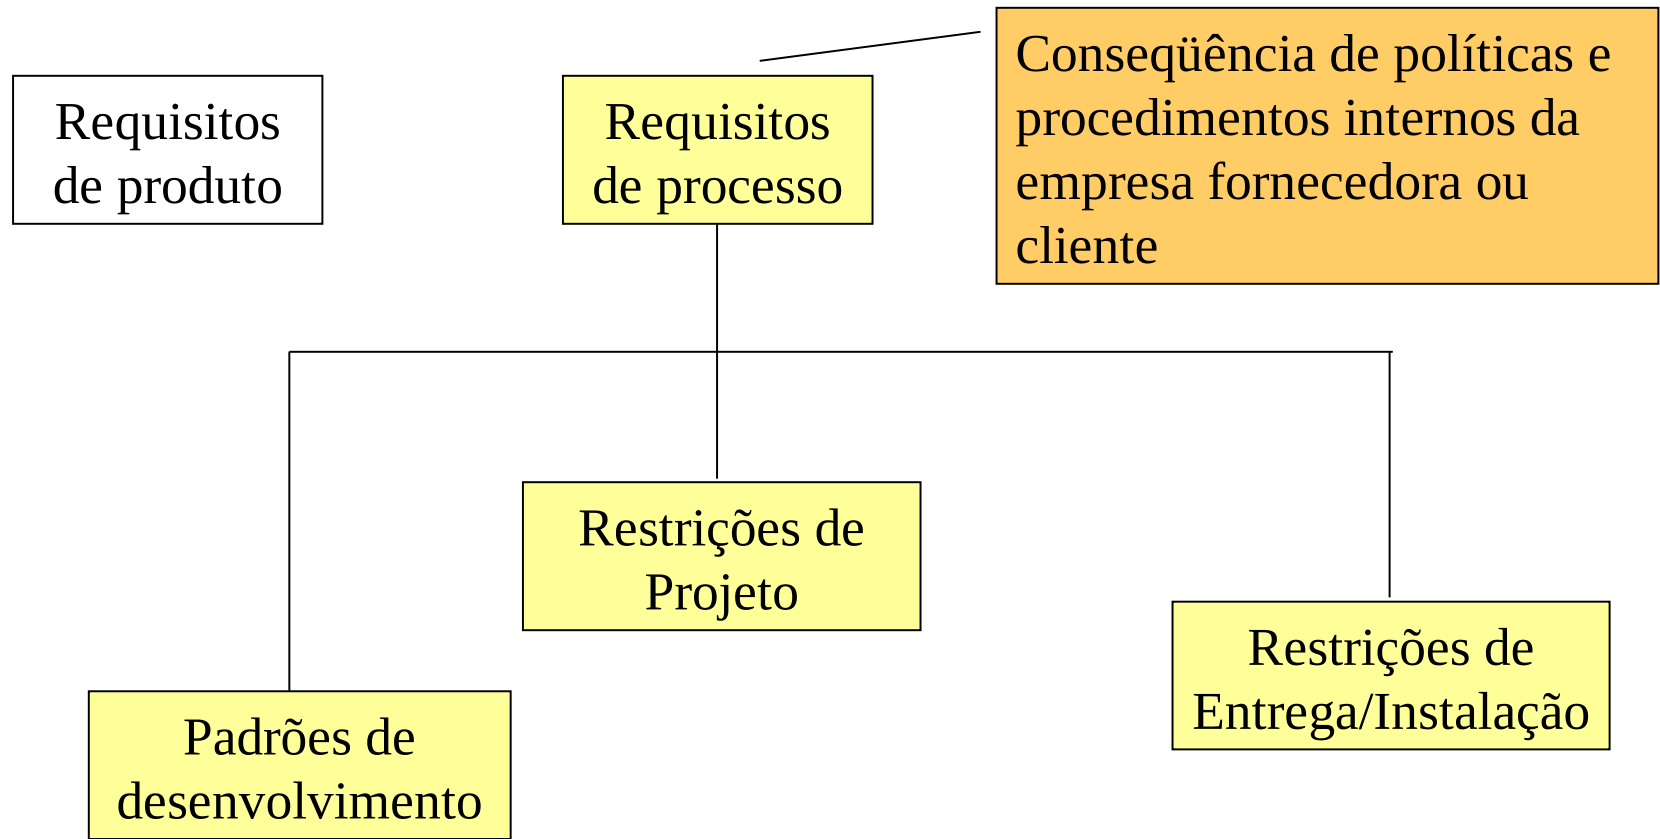 Requisitos
de produto
Requisitos
de processo
Conseqüência de políticas e
procedimentos internos da
empresa fornecedora ou
cliente
Restrições de
Projeto
Restrições de
Entrega/Instalação
Padrões de
desenvolvimento